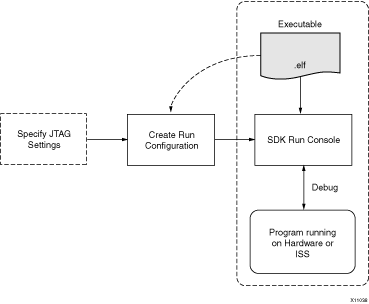 Executable
.elf
Specify JTAG
Settings
Create Run
Configuration
SDK Run Console
Debug
Program running
on Hardware or
ISS
X11038